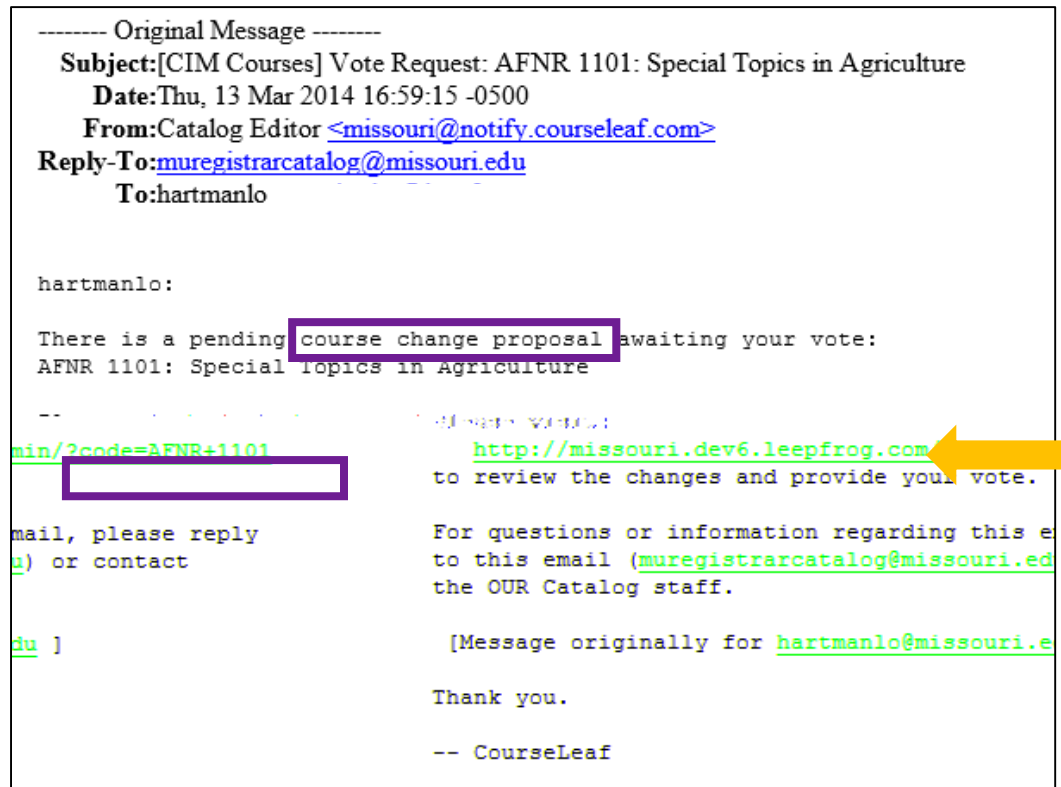 -------- Original Message --------
Subject:[CIM Courses] Vote Request: AFNR 1101: Special Topics in Agriculture
Date:Thu, 13 Mar 2014 16:59:15 -0500
From:Catalog Editor <missouri@notify.courseleaf.com>
Reply-To:muregistrarcatalog@missouri.edu
To:hartmanlo
hartmanlo:
There is a pending course change proposal awaiting your vote:
AFNR 1101: Special Topics in Agriculture
min/?code=AFNR+1101 http://missouri.dev6.leepfrog.com/
to review the changes and provide your vote.
mail, please reply For questions or information regarding this e
u) or contact to this email (muregistrarcatalog@missouri.ed
the OUR Catalog staff.
du ] [Message originally for hartmanlo@missouri.e
Thank you.
-- CourseLeaf